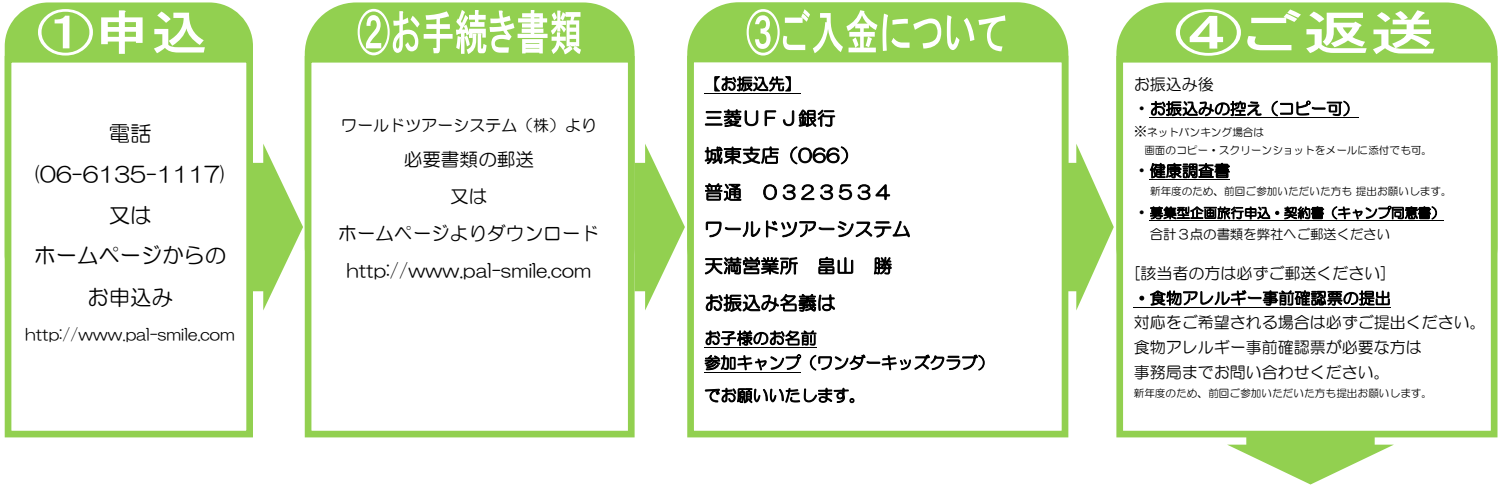 ①申込
電話
(06-6135-1117)
又は
ホームページからの
お申込み
http://www.pal-smile.com
②お手続き書類
ワールドツアーシステム（株）より
必要書類の郵送
又は
ホームページよりダウンロード
http://www.pal-smile.com
③ご入金について
【お振込先】
三菱ＵＦＪ銀行
城東支店（066）
普通　０３２３５３４
ワールドツアーシステム
天満営業所　畠山　勝
お振込み名義は
お子様のお名前
参加キャンプ（ワンダーキッズクラブ）
でお願いいたします。
④ご返送
お振込み後
・お振込みの控え（コピー可）
※ネットバンキング場合は
画面のコピー・スクリーンショットをメールに添付でも可。
・健康調査書
新年度のため、前回ご参加いただいた方も 提出お願いします。
・募集型企画旅行申込・契約書（キャンプ同意書）
合計３点の書類を弊社へご郵送ください
[該当者の方は必ずご郵送ください]
・食物アレルギー事前確認票の提出
対応をご希望される場合は必ずご提出ください。
食物アレルギー事前確認票が必要な方は
事務局までお問い合わせください。
新年度のため、前回ご参加いただいた方も提出お願いします。